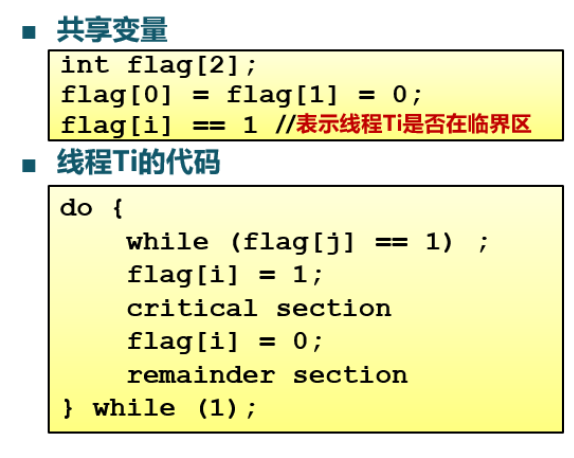 共享变量
int flag[2];
flag[0] = flag[1] = 0;
flag[i] == 1 //表示线程Ti是否在临界区
线程Ti的代码
do {
while (flag[j] == 1) ;
flag[i] = 1;
critical section
flag[i] = 0;
remainder section
} while (1);